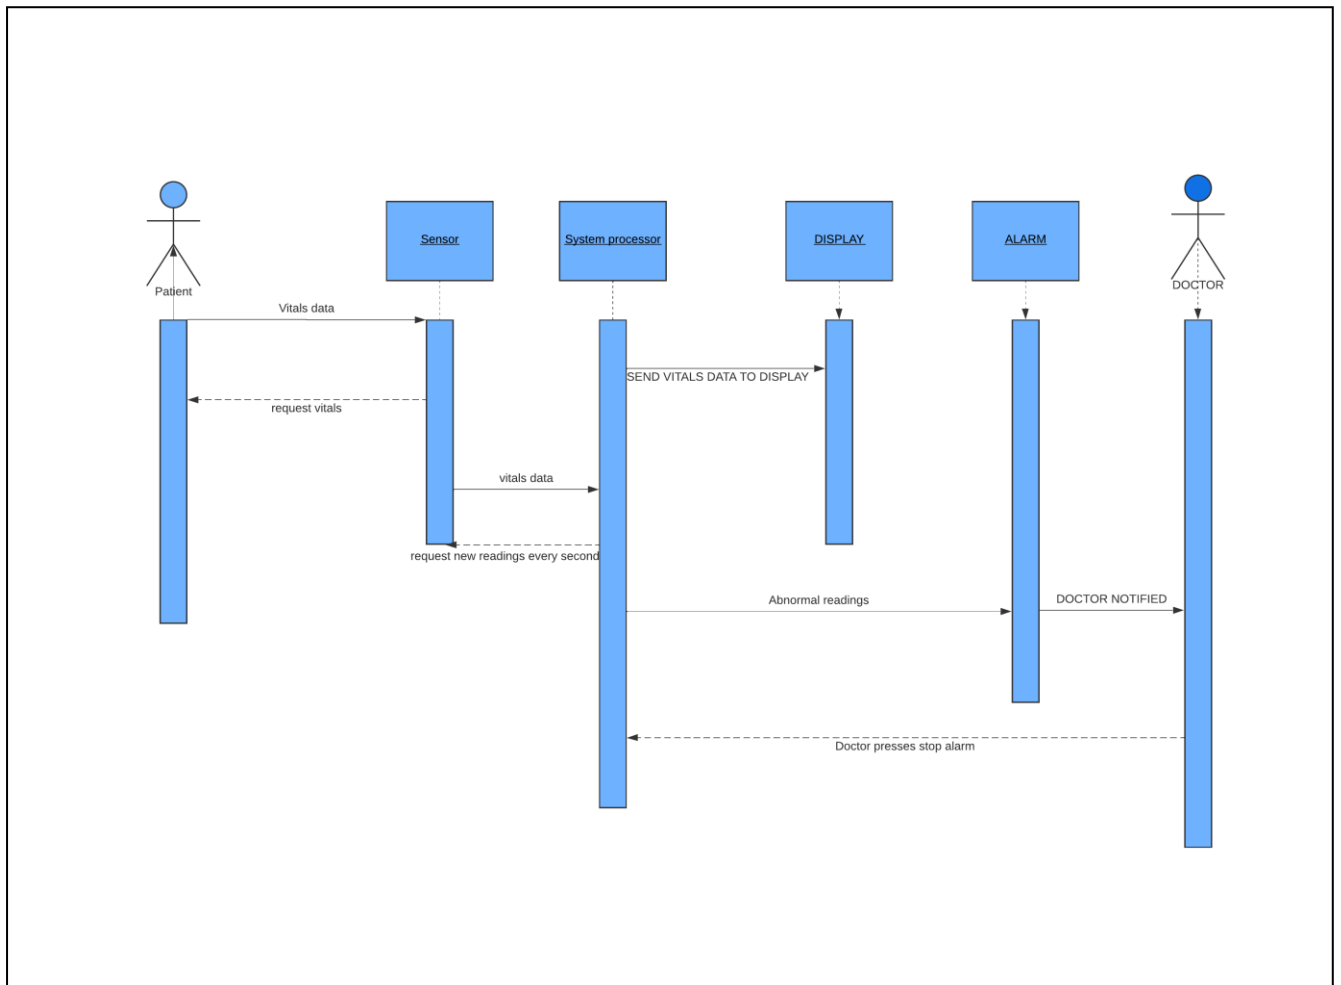 Sensor
System processor
DISPLAY
ALARM
Patient
DOCTOR
Vitals data
SEND VITALS DATA TO DISPLAY
request vitals
vitals data
request new readings every second
Abnormal readings
DOCTOR NOTIFIED
Doctor presses stop alarm